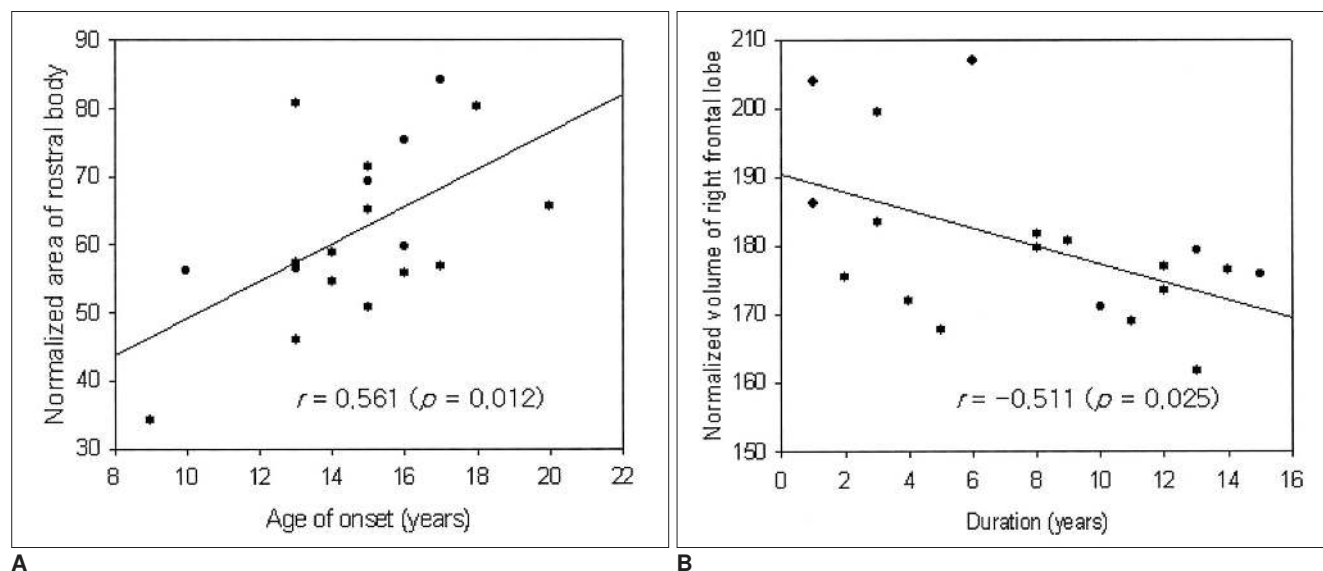 90
80
70
60
50
40
30
8 10 12 14 16 18 20 22
Normalized area of rostral body
Age of onset (years)
r = 0,561 (p = 0,012)
A
210
200
190
180
170
160
150
0 2 4 6 8 10 12 14 16
Normalized volume of right frontal lobe
Duration (years)
r = −0,511 (p = 0,025)
B